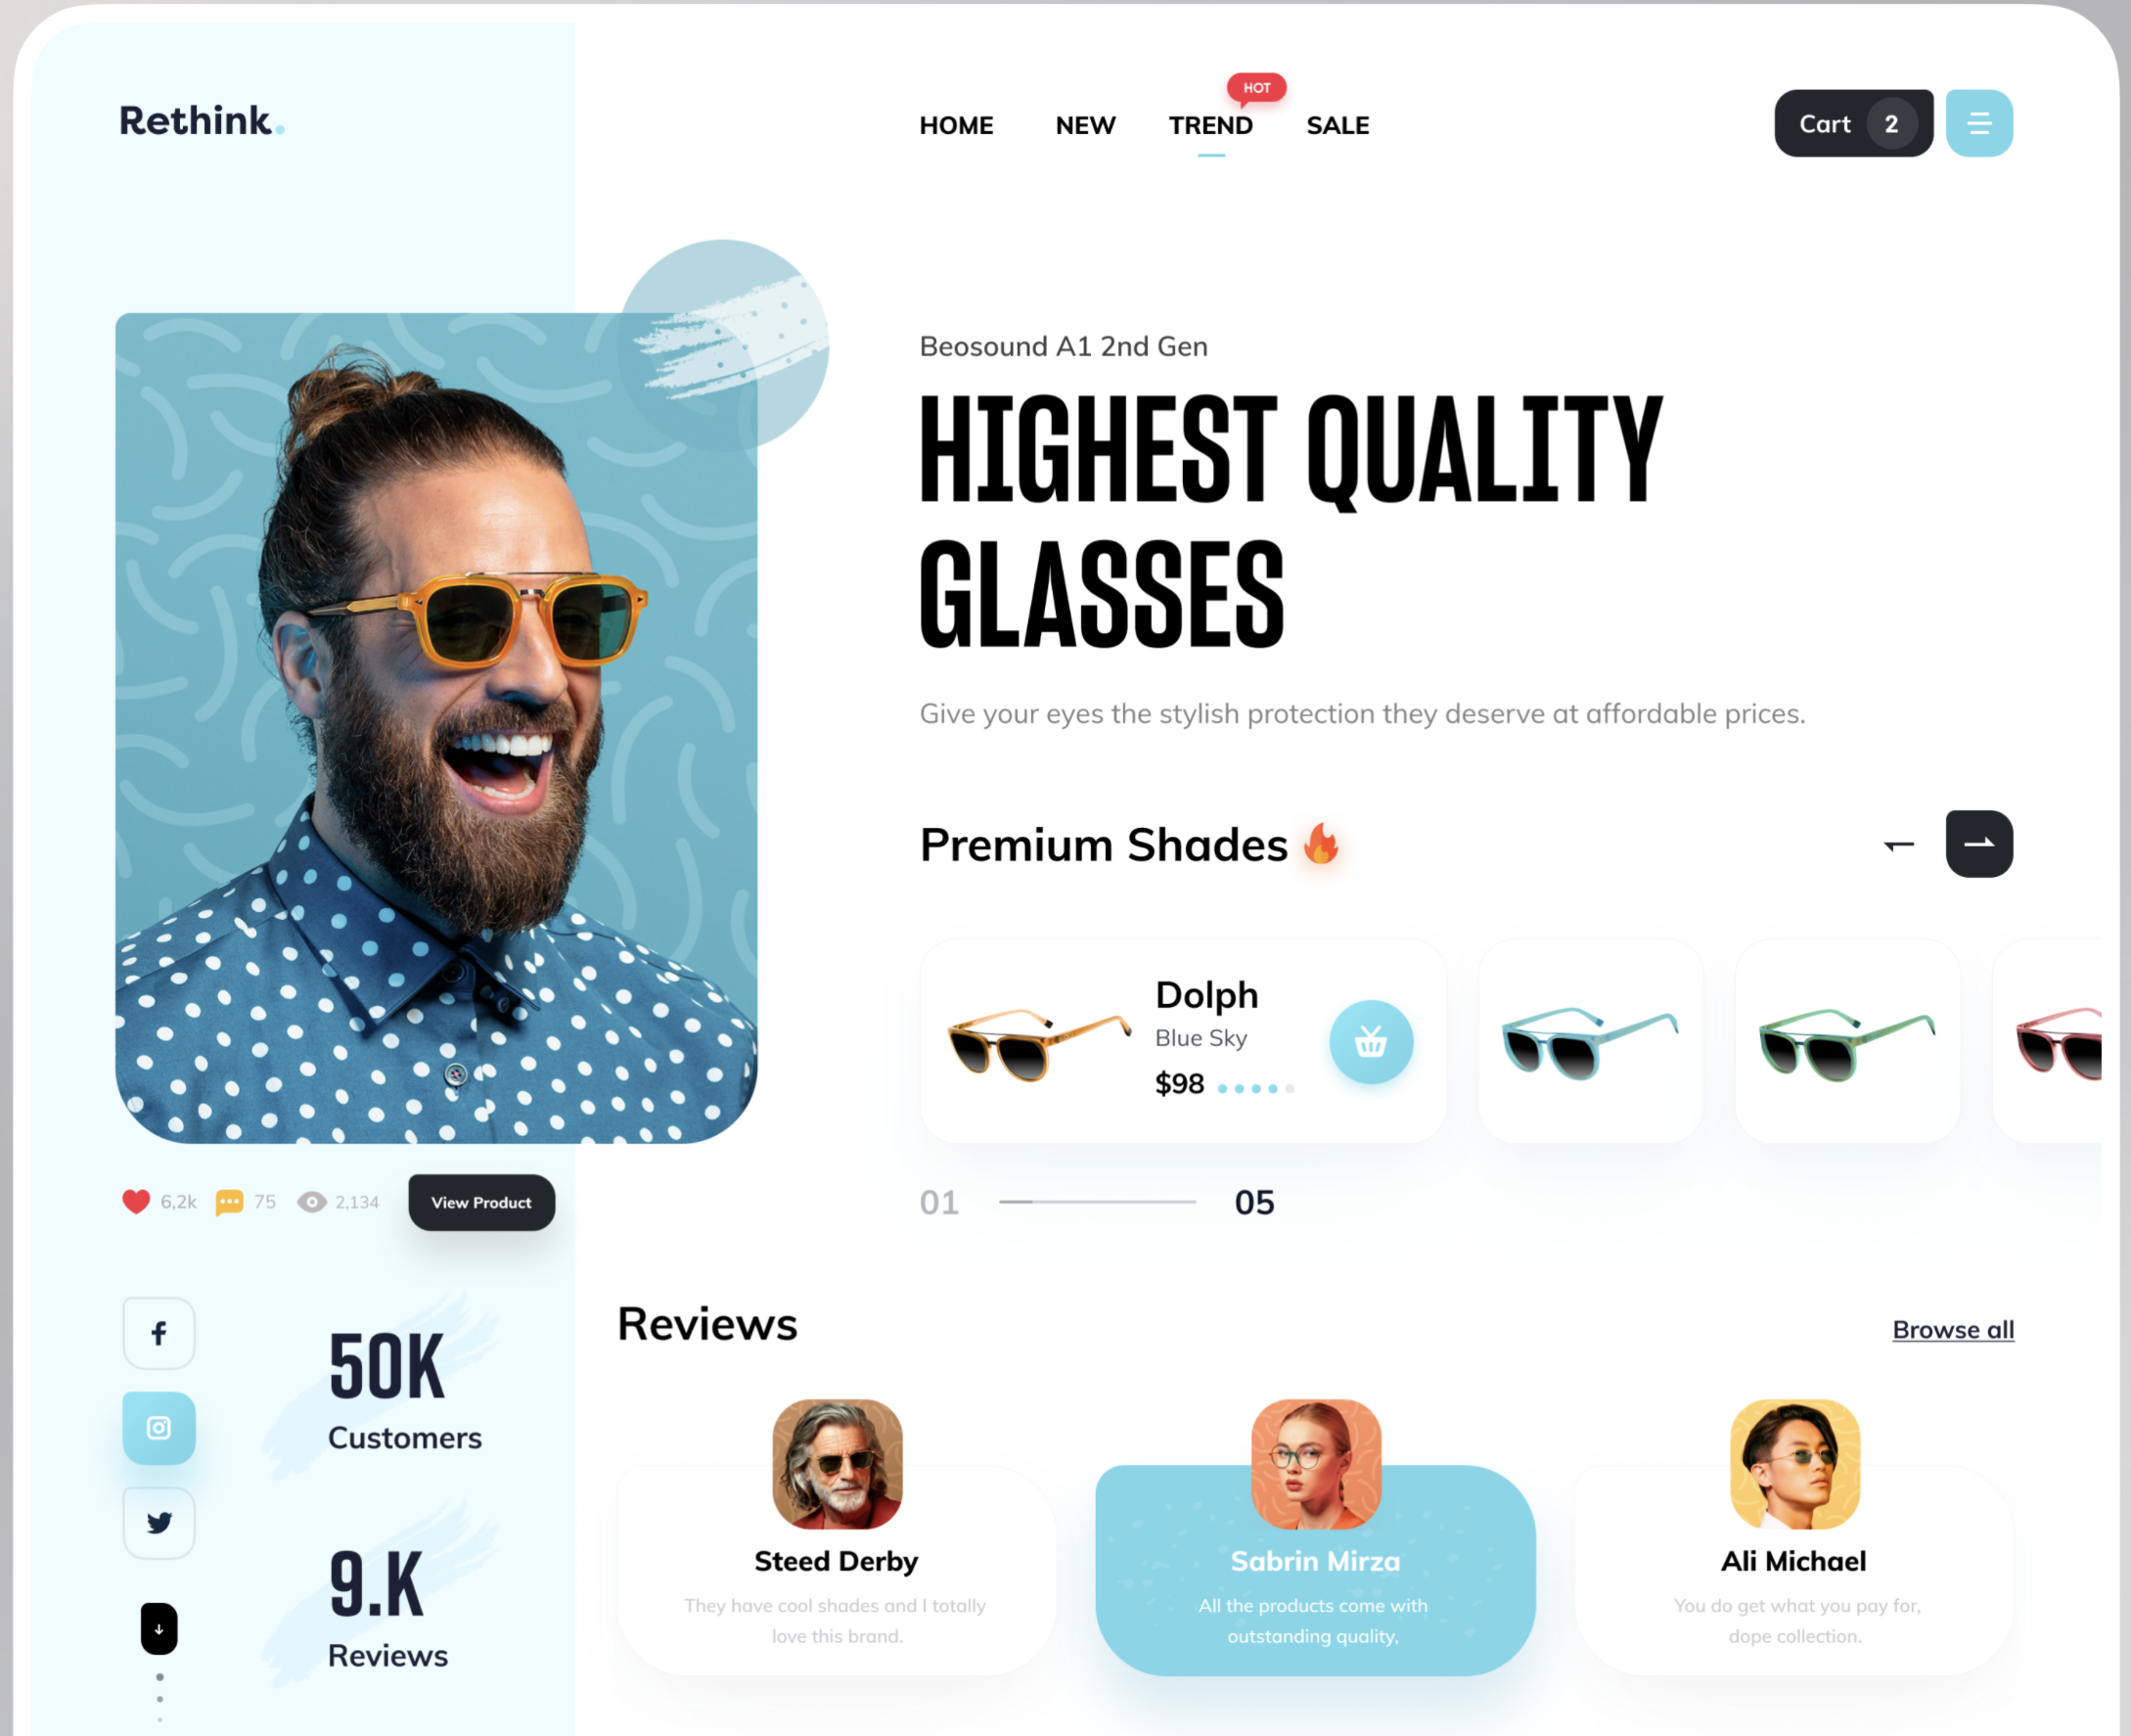 Rethink.
HOME NEW TREND SALE
HOT
Cart 2
Beosound A1 2nd Gen
HIGHEST QUALITY
GLASSES
Give your eyes the stylish protection they deserve at affordable prices.
Premium Shades
Dolph
Blue Sky
$98
6,2k 75 2,134 View Product
01 05
50K
Customers
9.K
Reviews
Reviews
Browse all
Steed Derby
They have cool shades and I totally
love this brand.
Sabrin Mirza
All the products come with
outstanding quality,
Ali Michael
You do get what you pay for,
dope collection.